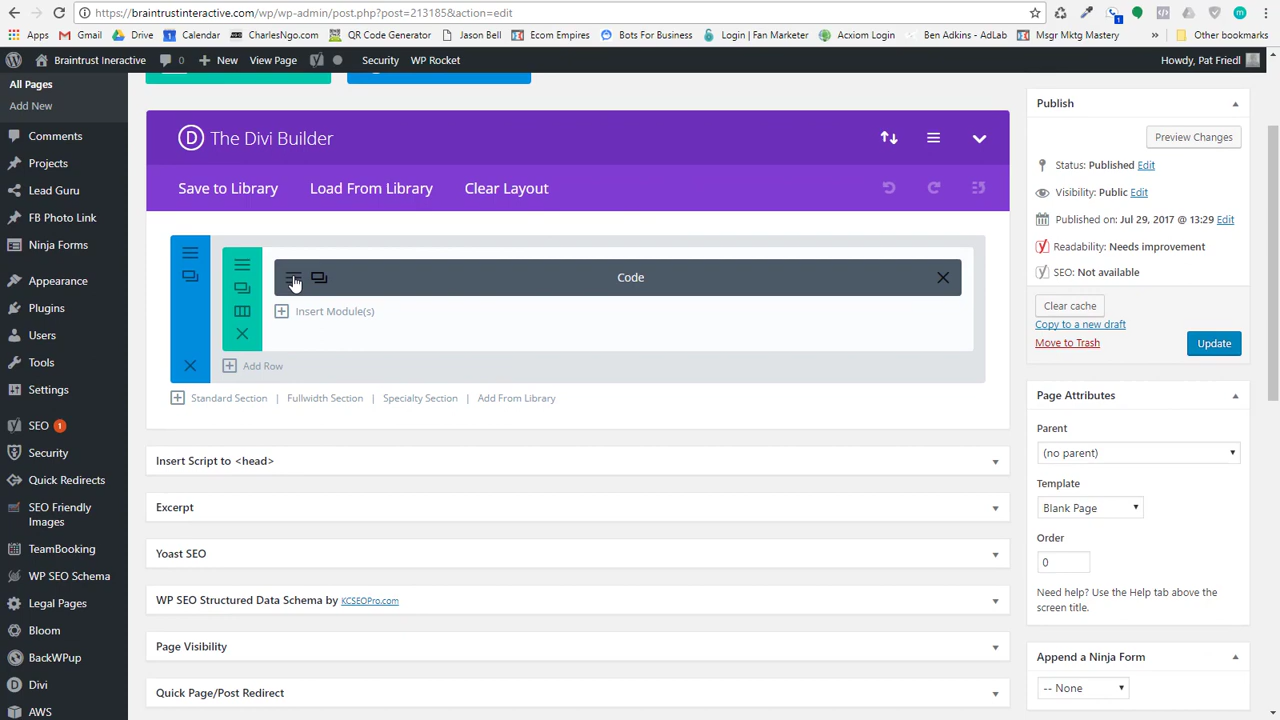 https://braintrustinteractive.com/wp/wp-admin/post.php?post=213185&action=edit
Apps Gmail Drive Calendar CharlesNgo.com QR Code Generator Jason Bell Ecom Empires Bots For Business Login | Fan Marketer Acxiom Login Ben Adkins - AdLab Msgr Mktg Mastery » Other bookmarks
Braintrust Inteactive 0 New View Page Security WP Rocket Howdy, Pat Friedl
All Pages
Add New
Comments
Projects
Lead Guru
FB Photo Link
Ninja Forms
Appearance
Plugins
Users
Tools
Settings
SEO 1
Security
Quick Redirects
SEO Friendly
Images
TeamBooking
WP SEO Schema
Legal Pages
Bloom
BackWPup
Divi
AWS
D The Divi Builder
Save to Library Load From Library Clear Layout
Code
Insert Module(s)
Add Row
Standard Section | Fullwidth Section | Specialty Section | Add From Library
Insert Script to <head>
Excerpt
Yoast SEO
WP SEO Structured Data Schema by KCSEOPro.com
Page Visibility
Quick Page/Post Redirect
Publish
Preview Changes
Status: Published Edit
Visibility: Public Edit
Published on: Jul 29, 2017 @ 13:29 Edit
Readability: Needs improvement
SEO: Not available
Clear cache
Copy to a new draft
Move to Trash
Update
Page Attributes
Parent
(no parent)
Template
Blank Page
Order
0
Need help? Use the Help tab above the
screen title.
Append a Ninja Form
-- None